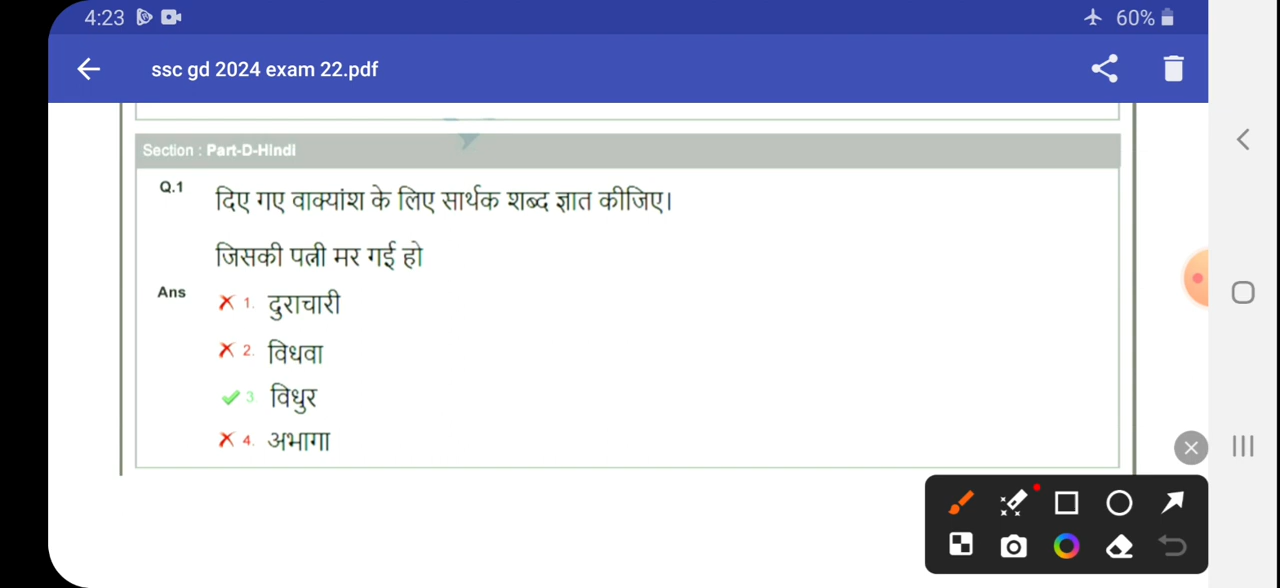 4:23
60%
ssc gd 2024 exam 22.pdf
Section : Part-D-Hindi
Q.1 दिए गए वाक्यांश के लिए सार्थक शब्द ज्ञात कीजिए।
जिसकी पत्नी मर गई हो
Ans
1. दुराचारी
2. विधवा
3. विधुर
4. अभागा